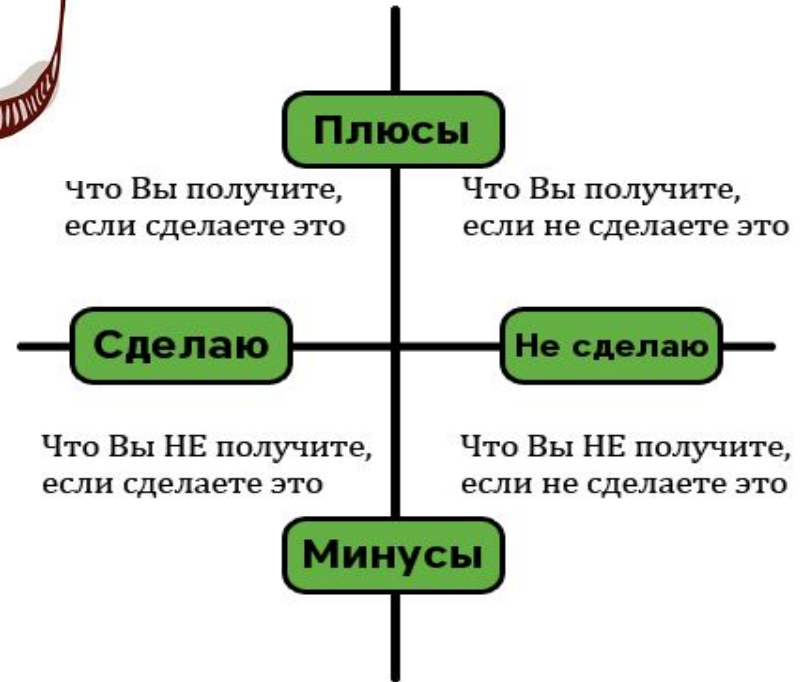 Плюсы
Что Вы получите,
если сделаете это
Что Вы получите,
если не сделаете это
Сделаю
Не сделаю
Что Вы НЕ получите,
если сделаете это
Что Вы НЕ получите,
если не сделаете это
Минусы